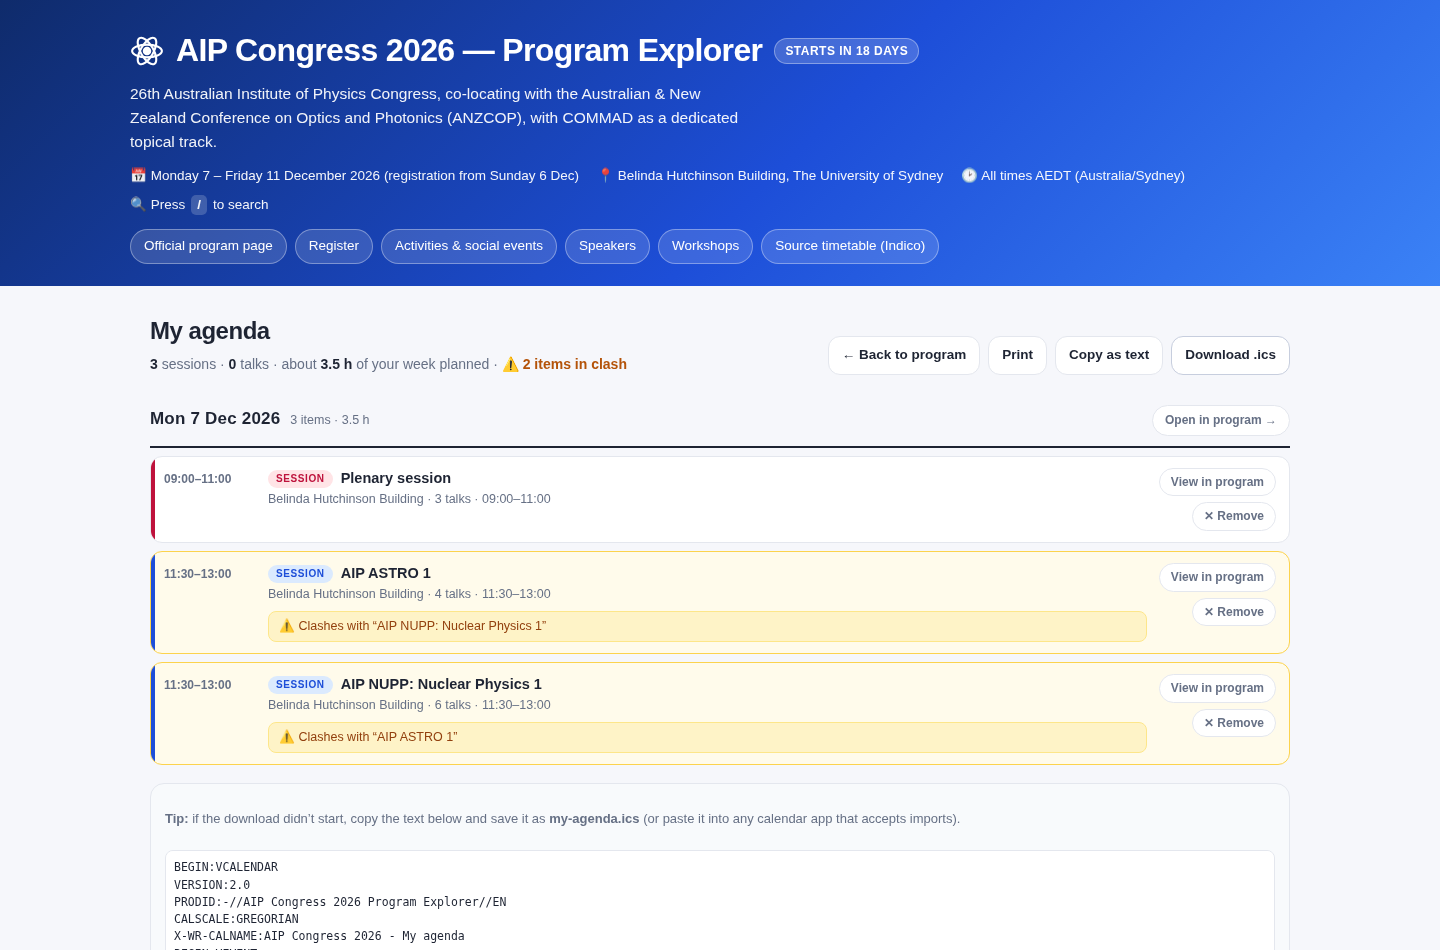 AIP Congress 2026 — Program Explorer STARTS IN 18 DAYS
26th Australian Institute of Physics Congress, co-locating with the Australian & New
Zealand Conference on Optics and Photonics (ANZCOP), with COMMAD as a dedicated
topical track.
📅 Monday 7 – Friday 11 December 2026 (registration from Sunday 6 Dec) 📍 Belinda Hutchinson Building, The University of Sydney 🕑 All times AEDT (Australia/Sydney)
🔍 Press / to search
Official program page Register Activities & social events Speakers Workshops Source timetable (Indico)
My agenda
3 sessions · 0 talks · about 3.5 h of your week planned · ⚠️ 2 items in clash
← Back to program Print Copy as text Download .ics
Mon 7 Dec 2026 3 items · 3.5 h Open in program →
09:00–11:00 SESSION Plenary session View in program
Belinda Hutchinson Building · 3 talks · 09:00–11:00
✕ Remove
11:30–13:00 SESSION AIP ASTRO 1 View in program
Belinda Hutchinson Building · 4 talks · 11:30–13:00
✕ Remove
⚠️ Clashes with “AIP NUPP: Nuclear Physics 1”
11:30–13:00 SESSION AIP NUPP: Nuclear Physics 1 View in program
Belinda Hutchinson Building · 6 talks · 11:30–13:00
✕ Remove
⚠️ Clashes with “AIP ASTRO 1”
Tip: if the download didn’t start, copy the text below and save it as my-agenda.ics (or paste it into any calendar app that accepts imports).
BEGIN:VCALENDAR
VERSION:2.0
PRODID:-//AIP Congress 2026 Program Explorer//EN
CALSCALE:GREGORIAN
X-WR-CALNAME:AIP Congress 2026 - My agenda